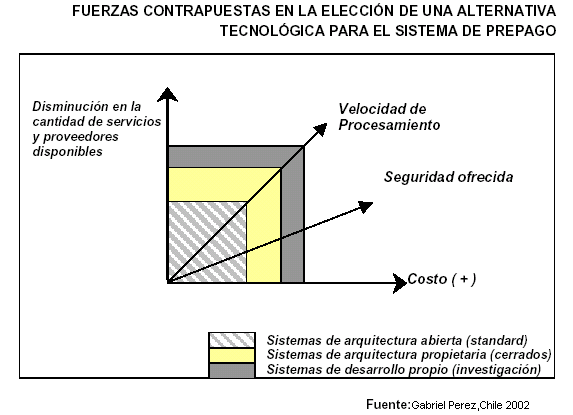 FUERZAS CONTRAPUESTAS EN LA ELECCIÓN DE UNA ALTERNATIVA
TECNOLÓGICA PARA EL SISTEMA DE PREPAGO
Disminución en la
cantidad de servicios
y proveedores
disponibles
Velocidad de
Procesamiento
Seguridad ofrecida
Costo ( + )
Sistemas de arquitectura abierta (standard)
Sistemas de arquitectura propietaria (cerrados)
Sistemas de desarrollo propio (investigación)
Fuente:Gabriel Perez,Chile 2002